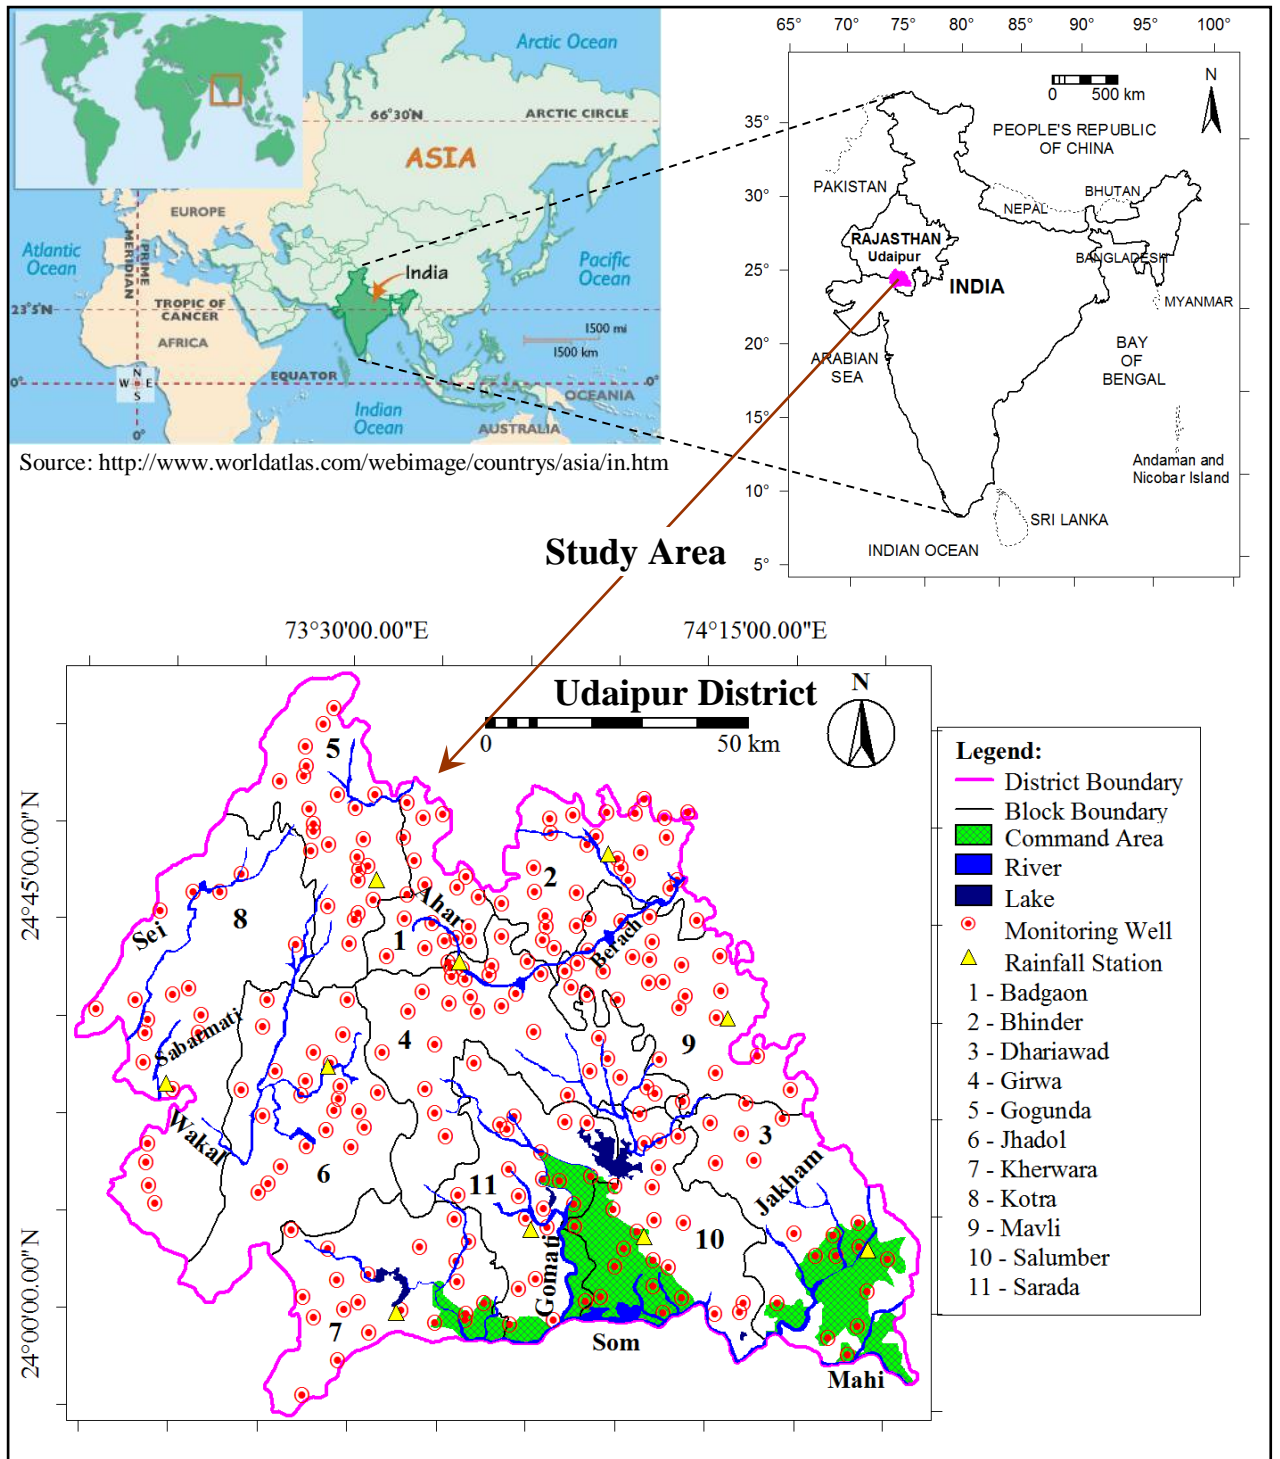 Arctic Ocean
66°30'N
ARCTIC CIRCLE
ASIA
EUROPE
Atlantic
Ocean
PRIME
MERIDIAN
Pacific
Ocean
India
23°5'N
TROPIC OF
CANCER
AFRICA
1500 mi
1500 km
EQUATOR
0°
0°
N
W E
S
0°
OCEANIA
Indian
Ocean
AUSTRALIA
Source: http://www.worldatlas.com/webimage/countrys/asia/in.htm
65° 70° 75° 80° 85° 90° 95° 100°
0 500 km
N
35°
30°
25°
20°
15°
10°
5°
PEOPLE'S REPUBLIC
OF CHINA
PAKISTAN
NEPAL
BHUTAN
RAJASTHAN
Udaipur
BANGLADESH
INDIA
MYANMAR
ARABIAN
SEA
BAY
OF
BENGAL
Andaman and
Nicobar Island
SRI LANKA
INDIAN OCEAN
Study Area
73°30'00.00"E 74°15'00.00"E
Udaipur District
0 50 km
N
24°45'00.00"N
24°00'00.00"N
5
2
8
Sei
Ahar
1
Berach
Sabarmati
4
9
Wakal
3
6
11
Jakham
10
Gomati
7
Som
Mahi
Legend:
District Boundary
Block Boundary
Command Area
River
Lake
Monitoring Well
Rainfall Station
1 - Badgaon
2 - Bhinder
3 - Dhariawad
4 - Girwa
5 - Gogunda
6 - Jhadol
7 - Kherwara
8 - Kotra
9 - Mavli
10 - Salumber
11 - Sarada